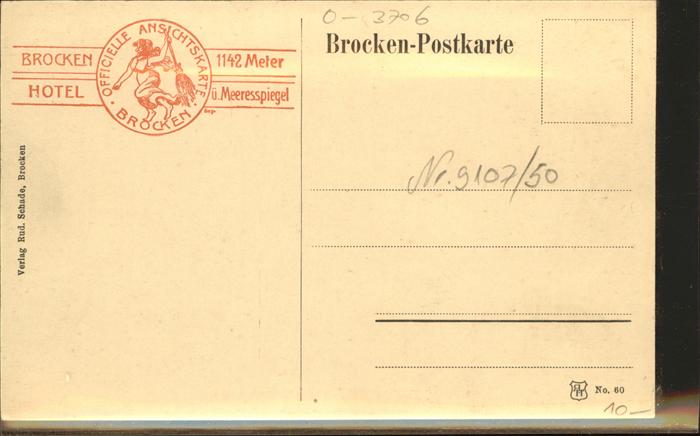 O- 3706
Brocken-Postkarte
BROCKEN
HOTEL
OFFICIELLE ANSICHTSKARTE
BROCKEN
1142 Meter
ü. Meeresspiegel
Verlag Rud. Schade, Brocken
Nr. 9107/50
No. 60
10.-